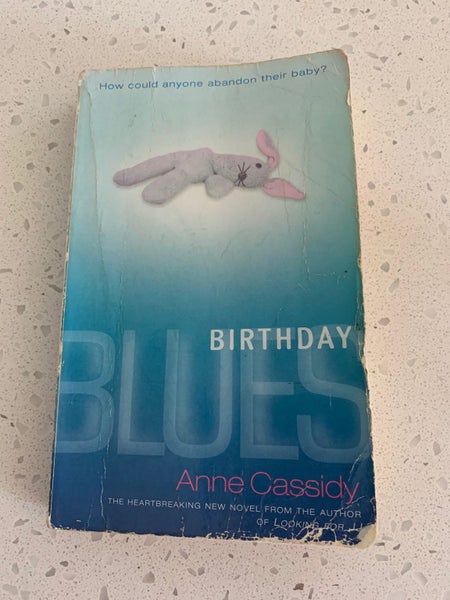 How could anyone abandon their baby?
BIRTHDAY
BLUES
Anne Cassidy
THE HEARTBREAKING NEW NOVEL FROM THE AUTHOR
OF LOOKING FOR JJ